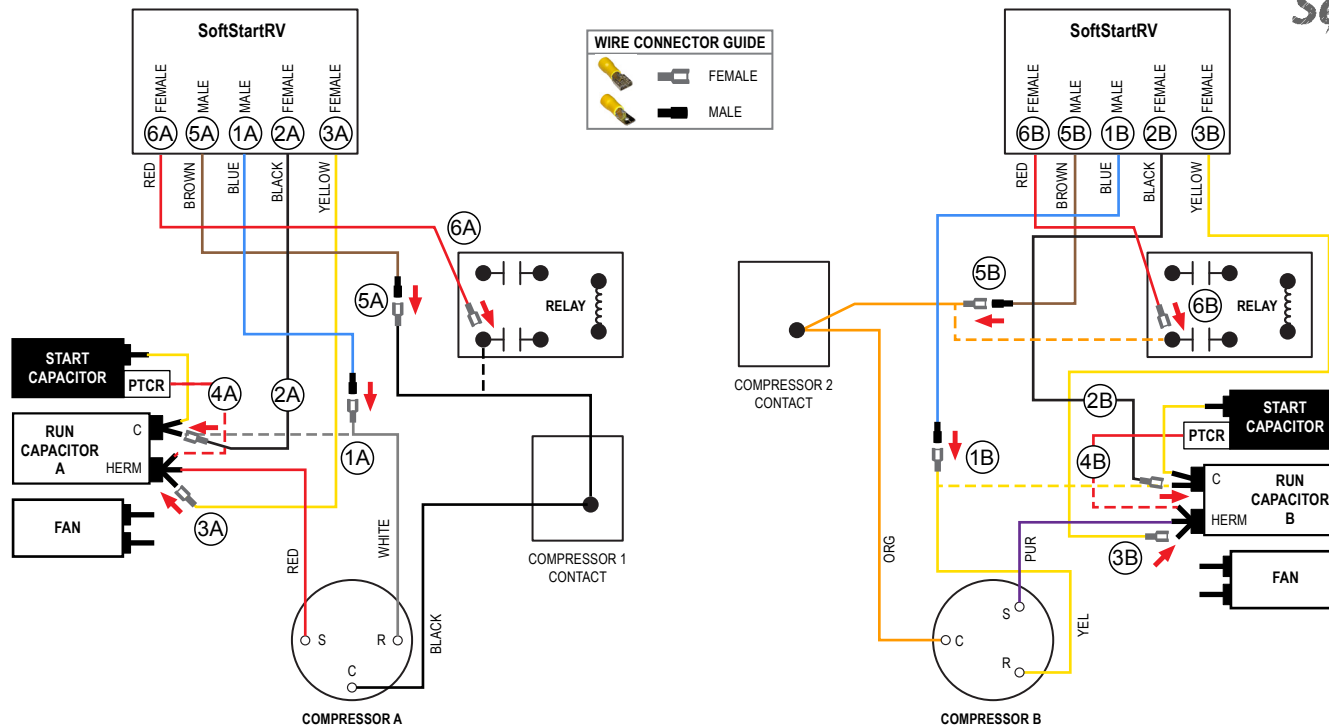 SoftStartRV
FEMALE
MALE
MALE
FEMALE
FEMALE
6A
5A
1A
2A
3A
RED
BROWN
BLUE
BLACK
YELLOW
WIRE CONNECTOR GUIDE
FEMALE
MALE
SoftStartRV
FEMALE
MALE
MALE
FEMALE
FEMALE
6B
5B
1B
2B
3B
RED
BROWN
BLUE
BLACK
YELLOW
6A
5A
RELAY
START
CAPACITOR
PTCR
4A
2A
C
RUN
CAPACITOR
A
HERM
1A
3A
FAN
RED
WHITE
BLACK
COMPRESSOR 1
CONTACT
S
R
C
COMPRESSOR A
5B
6B
RELAY
COMPRESSOR 2
CONTACT
2B
START
CAPACITOR
PTCR
1B
4B
C
RUN
CAPACITOR
B
HERM
3B
FAN
ORG
PUR
YEL
S
C
R
COMPRESSOR B